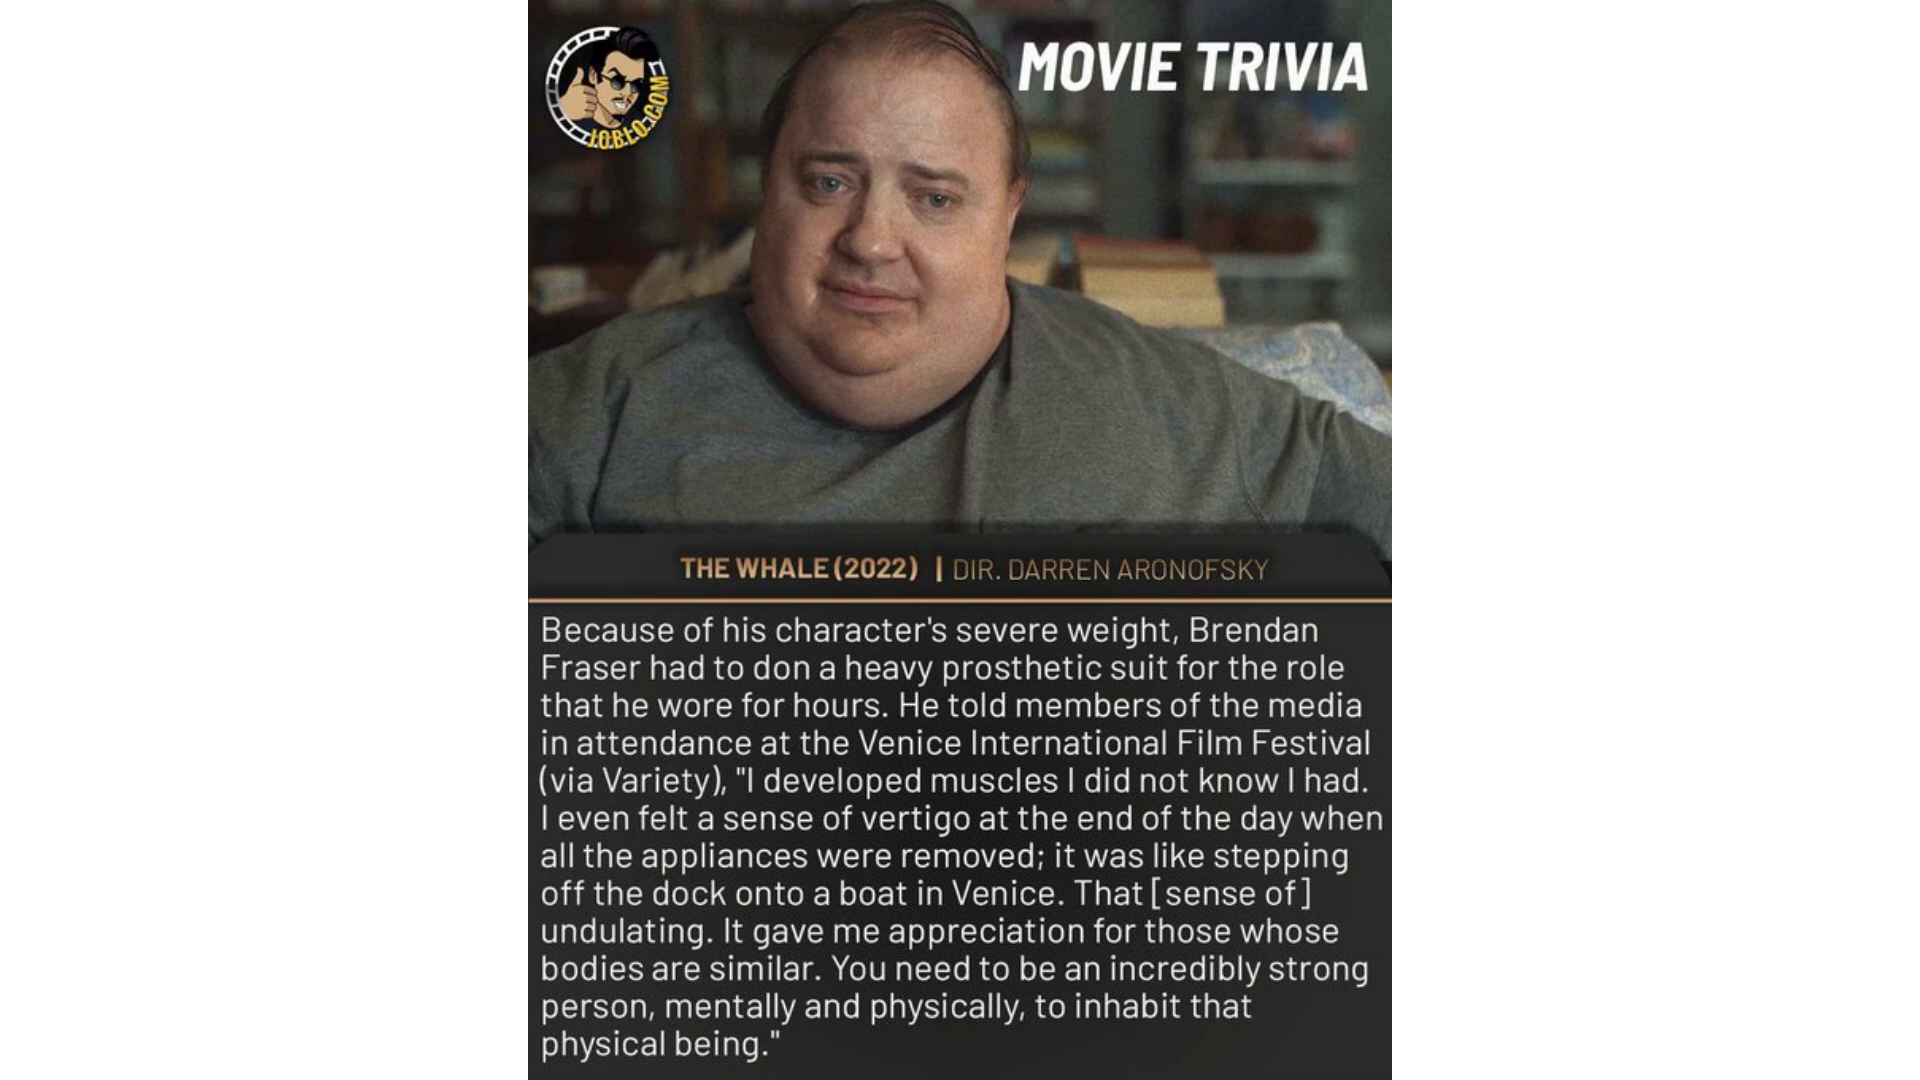 JOBLO.COM
MOVIE TRIVIA
THE WHALE (2022) | DIR. DARREN ARONOFSKY
Because of his character's severe weight, Brendan
Fraser had to don a heavy prosthetic suit for the role
that he wore for hours. He told members of the media
in attendance at the Venice International Film Festival
(via Variety), "I developed muscles I did not know I had.
I even felt a sense of vertigo at the end of the day when
all the appliances were removed; it was like stepping
off the dock onto a boat in Venice. That [sense of]
undulating. It gave me appreciation for those whose
bodies are similar. You need to be an incredibly strong
person, mentally and physically, to inhabit that
physical being."